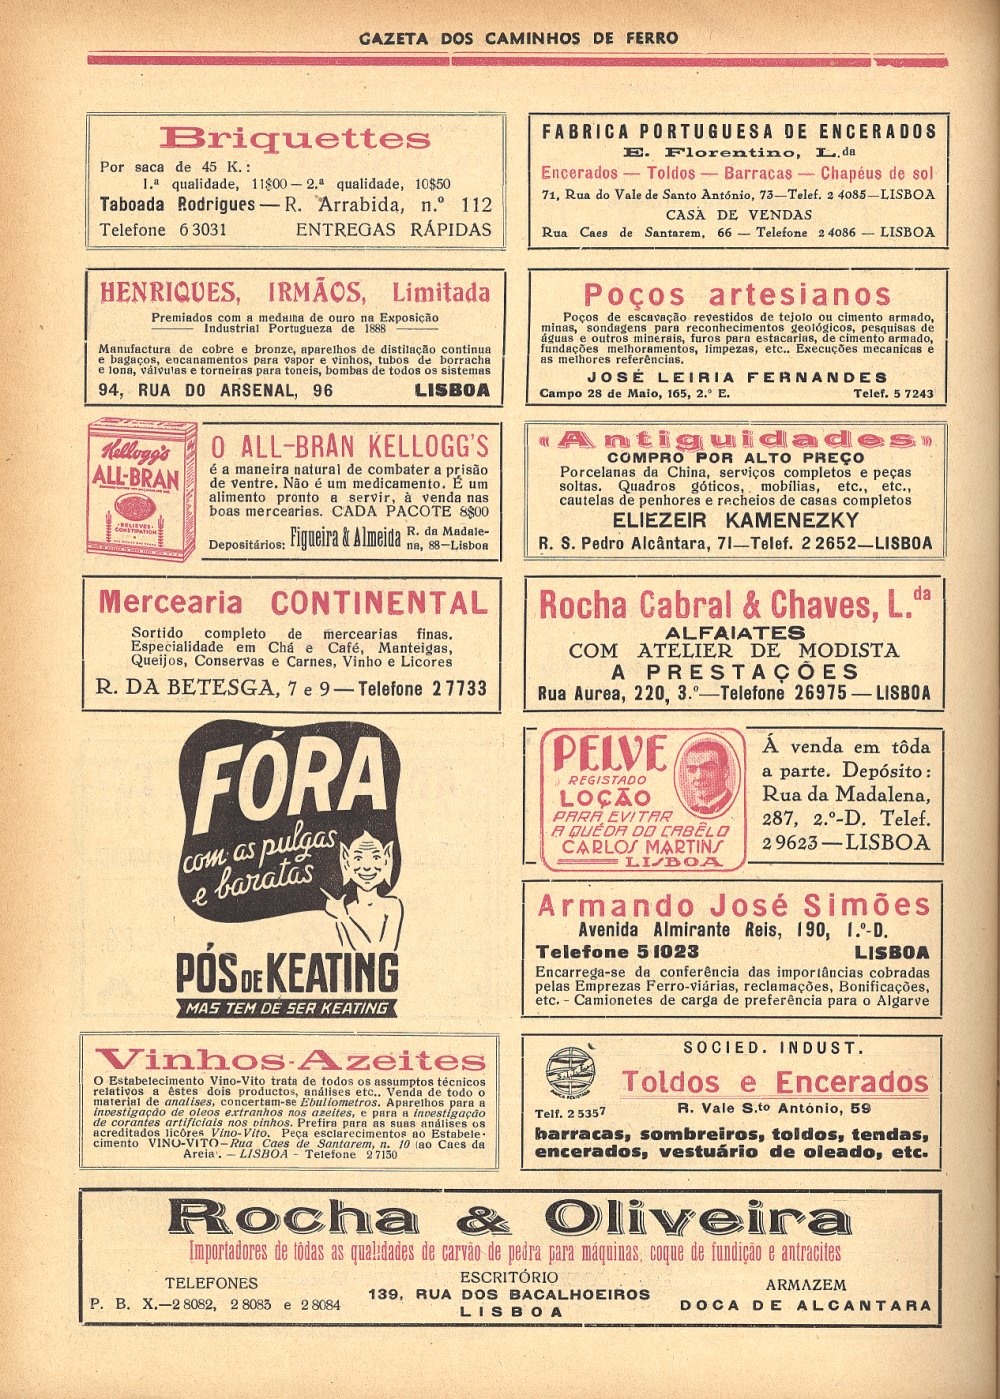 GAZETA DOS CAMINHOS DE FERRO
Briquettes
Por saca de 45 K.:
1.ª qualidade, 11$00 — 2.ª qualidade, 10$50
Taboada Rodrigues — R. Arrabida, n.º 112
Telefone 6 3031 ENTREGAS RÁPIDAS
FABRICA PORTUGUESA DE ENCERADOS
E. Florentino, L.da
Encerados — Toldos — Barracas — Chapéus de sol
71, Rua do Vale de Santo António, 73—Telef. 2 4085—LISBOA
CASA DE VENDAS
Rua Caes de Santarem, 66 — Telefone 2 4086 — LISBOA
HENRIQUES, IRMÃOS, Limitada
Premiados com a medalha de ouro na Exposição
Industrial Portugueza de 1888
Manufactura de cobre e bronze, aparelhos de distilação continua
e bagaços, encanamentos para vapor e vinhos, tubos de borracha
e lona, válvulas e torneiras para toneis, bombas de todos os sistemas
94, RUA DO ARSENAL, 96 LISBOA
Poços artesianos
Poços de escavação revestidos de tejolo ou cimento armado,
minas, sondagens para reconhecimentos geológicos, pesquisas de
águas e outros minerais, furos para estacarias, de cimento armado,
fundações melhoramentos, limpezas, etc.. Execuções mecanicas e
as melhores referências.
JOSÉ LEIRIA FERNANDES
Campo 28 de Maio, 165, 2.º E. Telef. 5 7243
Kellogg's
ALL-BRAN
RELIEVES
CONSTIPATION
O ALL-BRAN KELLOGG'S
é a maneira natural de combater a prisão
de ventre. Não é um medicamento. É um
alimento pronto a servir, à venda nas
boas mercearias. CADA PACOTE 8$00
Depositários: Figueira & Almeida R. da Madale-
na, 88—Lisboa
« Antiguidades »
COMPRO POR ALTO PREÇO
Porcelanas da China, serviços completos e peças
soltas. Quadros góticos, mobílias, etc., etc.,
cautelas de penhores e recheios de casas completos
ELIEZEIR KAMENEZKY
R. S. Pedro Alcântara, 71—Telef. 2 2652—LISBOA
Mercearia CONTINENTAL
Sortido completo de mercearias finas.
Especialidade em Chá e Café, Manteigas,
Queijos, Conservas e Carnes, Vinho e Licores
R. DA BETESGA, 7 e 9 — Telefone 2 7733
Rocha Cabral & Chaves, L.da
ALFAIATES
COM ATELIER DE MODISTA
A PRESTAÇÕES
Rua Aurea, 220, 3.º—Telefone 26975 — LISBOA
FÓRA
com as pulgas
e baratas
PÓS DE KEATING
MAS TEM DE SER KEATING
PELVE
REGISTADO
LOÇÃO
PARA EVITAR
A QUÉDA DO CABÊLO
CARLOS MARTINS
LISBOA
Á venda em tôda
a parte. Depósito:
Rua da Madalena,
287, 2.º-D. Telef.
2 9623 — LISBOA
Armando José Simões
Avenida Almirante Reis, 190, 1.º-D.
Telefone 5 1023 LISBOA
Encarrega-se da conferência das importâncias cobradas
pelas Emprezas Ferro-viárias, reclamações, Bonificações,
etc. - Camionetes de carga de preferência para o Algarve
Vinhos-Azeites
O Estabelecimento Vino-Vito trata de todos os assumptos técnicos
relativos a êstes dois productos, análises etc.. Venda de todo o
material de análises, concertam-se Ebuliometros. Aparelhos para a
investigação de oleos extranhos nos azeites, e para a investigação
de corantes artificiais nos vinhos. Prefira para as suas análises os
acreditados licôres Vino-Vito. Peça esclarecimentos ao Estabele-
cimento VINO-VITO—Rua Caes de Santarem, n. 10 (ao Caes da
Areia). — LISBOA - Telefone 2 7130
SOCIED. INDUST.
Toldos e Encerados
Telf. 2 5357 R. Vale S.to António, 59
barracas, sombreiros, toldos, tendas,
encerados, vestuário de oleado, etc.
Rocha & Oliveira
Importadores de tôdas as qualidades de carvão de pedra para máquinas, coque de fundição e antracites
TELEFONES
P. B. X.—2 8082, 2 8083 e 2 8084
ESCRITÓRIO
139, RUA DOS BACALHOEIROS
LISBOA
ARMAZEM
DOCA DE ALCANTARA